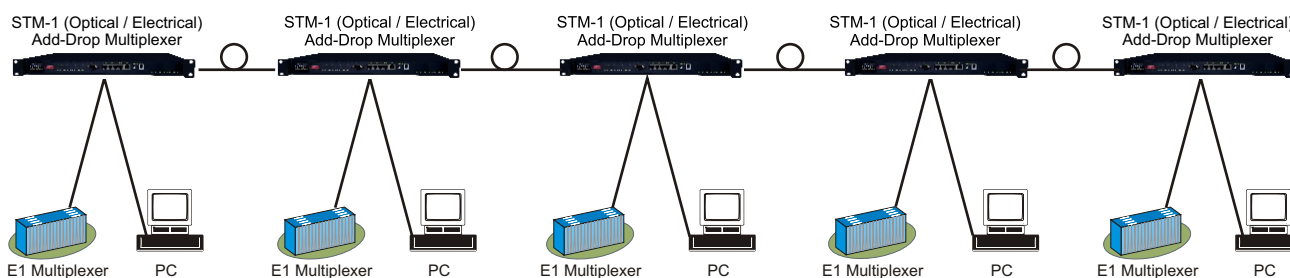 STM-1 (Optical / Electrical)
Add-Drop Multiplexer
STM-1 (Optical / Electrical)
Add-Drop Multiplexer
STM-1 (Optical / Electrical)
Add-Drop Multiplexer
STM-1 (Optical / Electrical)
Add-Drop Multiplexer
STM-1 (Optical / Electrical)
Add-Drop Multiplexer
E1 Multiplexer
PC
E1 Multiplexer
PC
E1 Multiplexer
PC
E1 Multiplexer
PC
E1 Multiplexer
PC